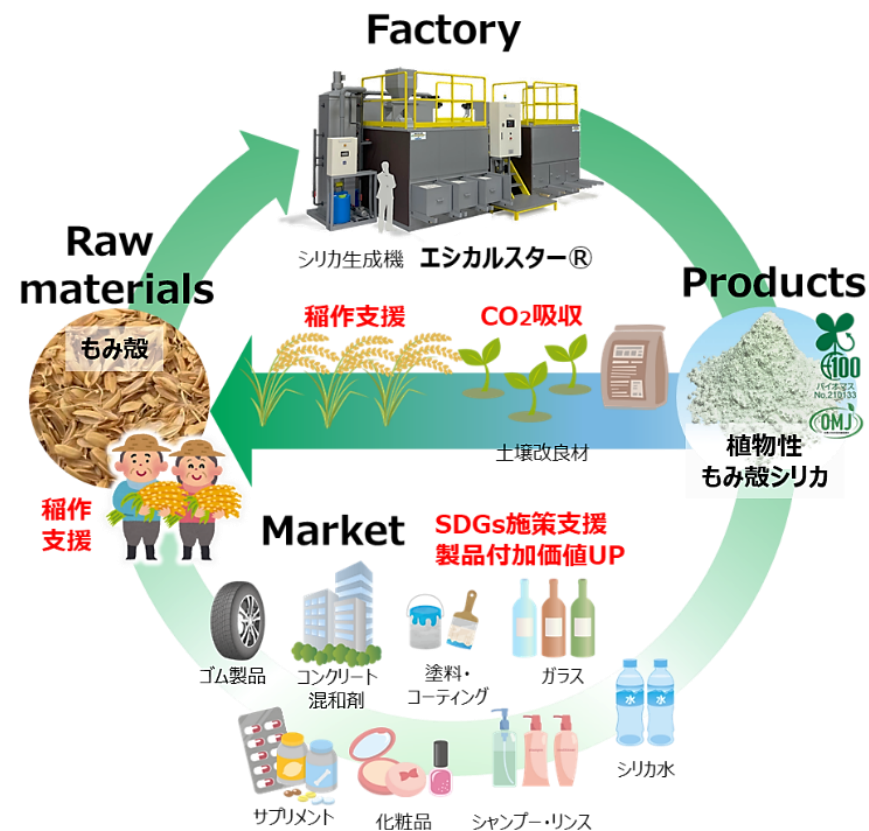 Factory
シリカ生成機 エシカルスター®
Raw
materials
もみ殻
稲作
支援
稲作支援
CO₂吸収
土壌改良材
Products
100
バイオマス
No.210133
OMJ
植物性
もみ殻シリカ
Market
SDGs施策支援
製品付加価値UP
ゴム製品
コンクリート
混和剤
塗料・
コーティング
ガラス
水
水
シリカ水
サプリメント
化粧品
シャンプー・リンス